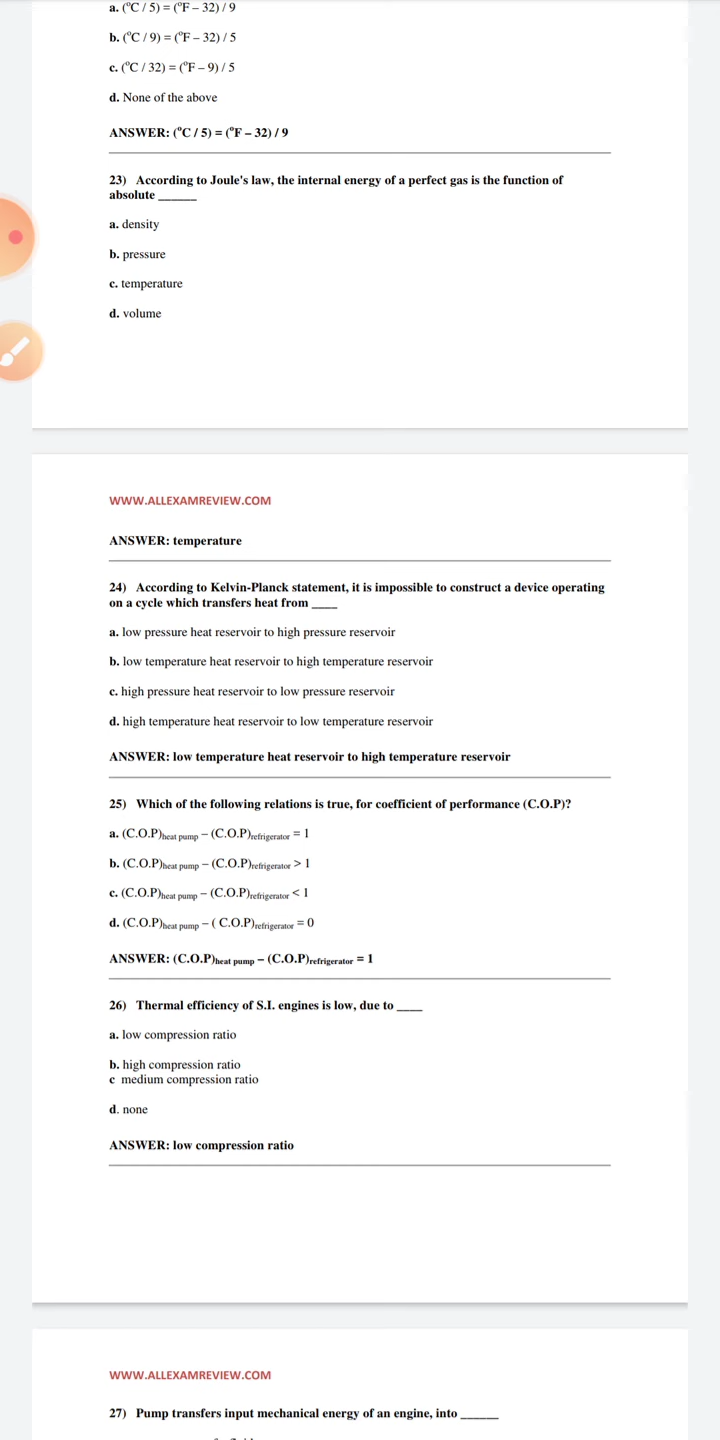 a. (°C / 5) = (°F – 32) / 9
b. (°C / 9) = (°F – 32) / 5
c. (°C / 32) = (°F – 9) / 5
d. None of the above
ANSWER: (°C / 5) = (°F – 32) / 9
23) According to Joule's law, the internal energy of a perfect gas is the function of
absolute ______
a. density
b. pressure
c. temperature
d. volume
WWW.ALLEXAMREVIEW.COM
ANSWER: temperature
24) According to Kelvin-Planck statement, it is impossible to construct a device operating
on a cycle which transfers heat from ____
a. low pressure heat reservoir to high pressure reservoir
b. low temperature heat reservoir to high temperature reservoir
c. high pressure heat reservoir to low pressure reservoir
d. high temperature heat reservoir to low temperature reservoir
ANSWER: low temperature heat reservoir to high temperature reservoir
25) Which of the following relations is true, for coefficient of performance (C.O.P)?
a. (C.O.P)heat pump – (C.O.P)refrigerator = 1
b. (C.O.P)heat pump – (C.O.P)refrigerator > 1
c. (C.O.P)heat pump – (C.O.P)refrigerator < 1
d. (C.O.P)heat pump – ( C.O.P)refrigerator = 0
ANSWER: (C.O.P)heat pump – (C.O.P)refrigerator = 1
26) Thermal efficiency of S.I. engines is low, due to ____
a. low compression ratio
b. high compression ratio
c medium compression ratio
d. none
ANSWER: low compression ratio
WWW.ALLEXAMREVIEW.COM
27) Pump transfers input mechanical energy of an engine, into ______